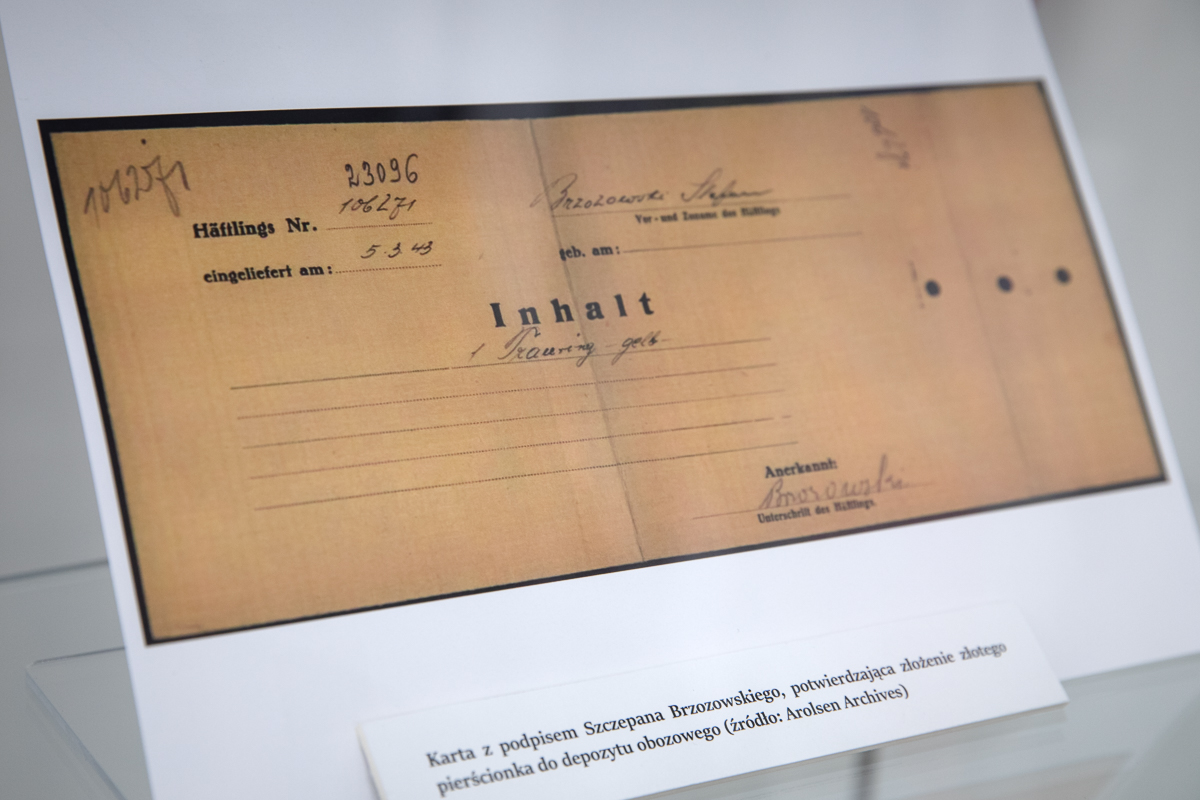 106271
23096
Häftlings Nr. 106271
eingeliefert am: 5.3.43
Brzozowski Stefan
Vor- und Zuname des Häftlings
geb. am:
Inhalt
1 Trauring gelb
Anerkannt:
Brzozowski
Unterschrift des Häftlings.
Karta z podpisem Szczepana Brzozowskiego, potwierdzająca złożenie złotego
pierścionka do depozytu obozowego (źródło: Arolsen Archives)